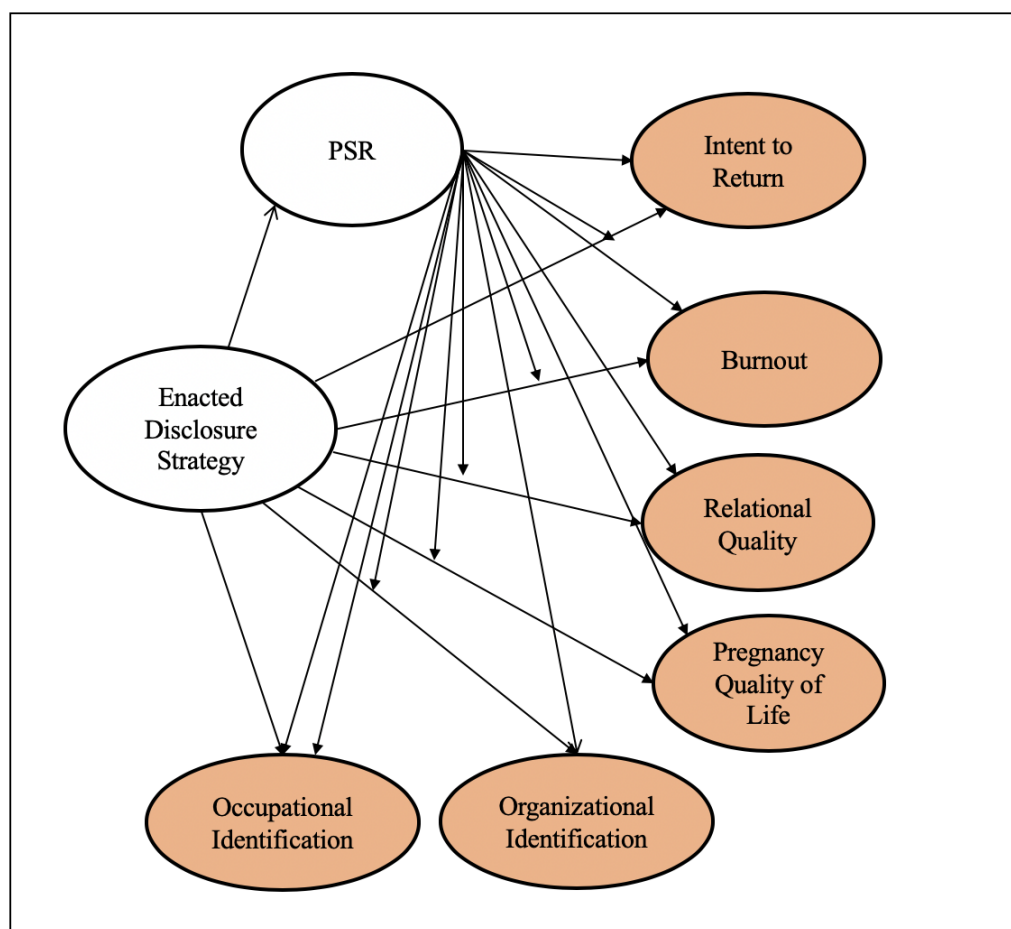 PSR
Intent to
Return
Enacted
Disclosure
Strategy
Burnout
Relational
Quality
Pregnancy
Quality of
Life
Occupational
Identification
Organizational
Identification